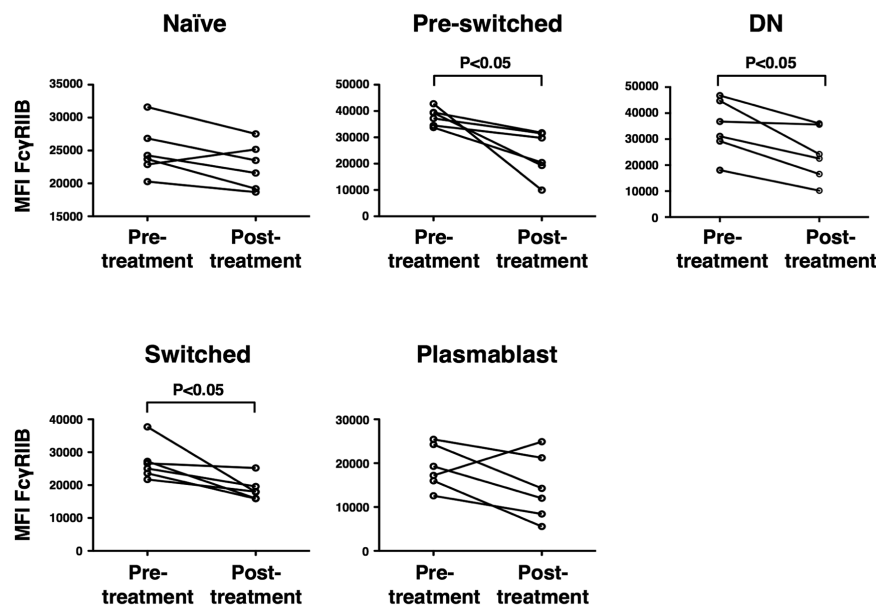 Naïve
MFI FcγRIIB
35000
30000
25000
20000
15000
Pre-
treatment
Post-
treatment
Pre-switched
P<0.05
50000
40000
30000
20000
10000
0
Pre-
treatment
Post-
treatment
DN
P<0.05
50000
40000
30000
20000
10000
0
Pre-
treatment
Post-
treatment
Switched
P<0.05
MFI FcγRIIB
40000
30000
20000
10000
0
Pre-
treatment
Post-
treatment
Plasmablast
30000
20000
10000
0
Pre-
treatment
Post-
treatment